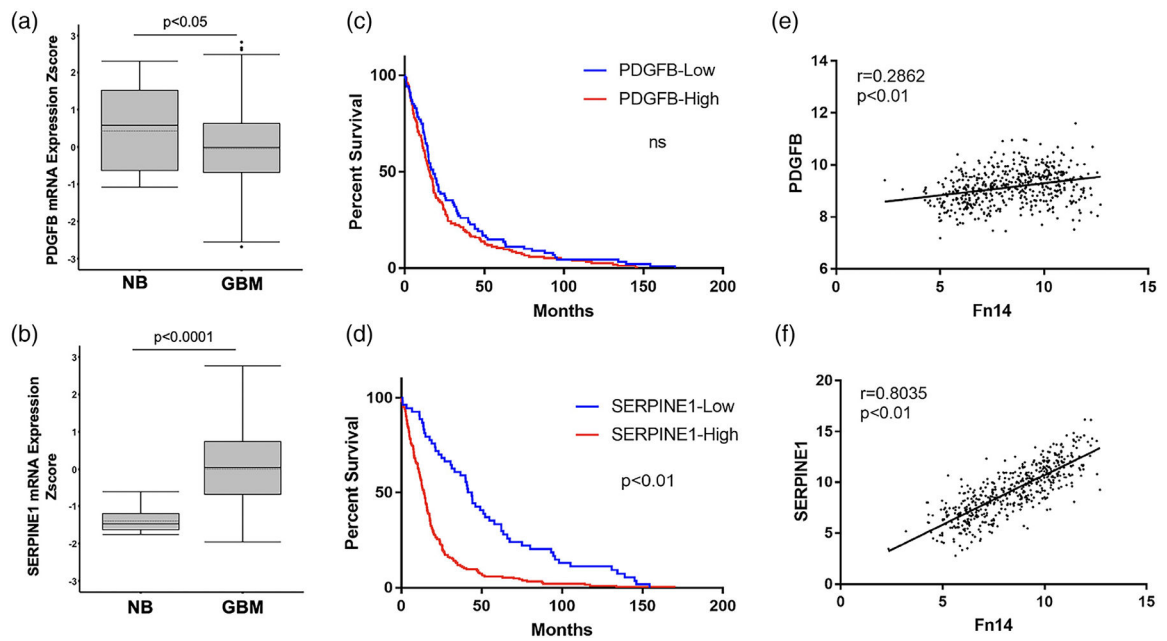 (a)
p<0.05
PDGFB mRNA Expression Zscore
3
2
1
0
-1
-2
-3
NB
GBM
(c)
Percent Survival
100
50
0
0
50
100
150
200
Months
PDGFB-Low
PDGFB-High
ns
(e)
r=0.2862
p<0.01
PDGFB
14
12
10
8
6
0
5
10
15
Fn14
(b)
p<0.0001
SERPINE1 mRNA Expression
Zscore
3
2
1
0
-1
-2
-3
NB
GBM
(d)
Percent Survival
100
50
0
0
50
100
150
200
Months
SERPINE1-Low
SERPINE1-High
p<0.01
(f)
r=0.8035
p<0.01
SERPINE1
20
15
10
5
0
0
5
10
15
Fn14